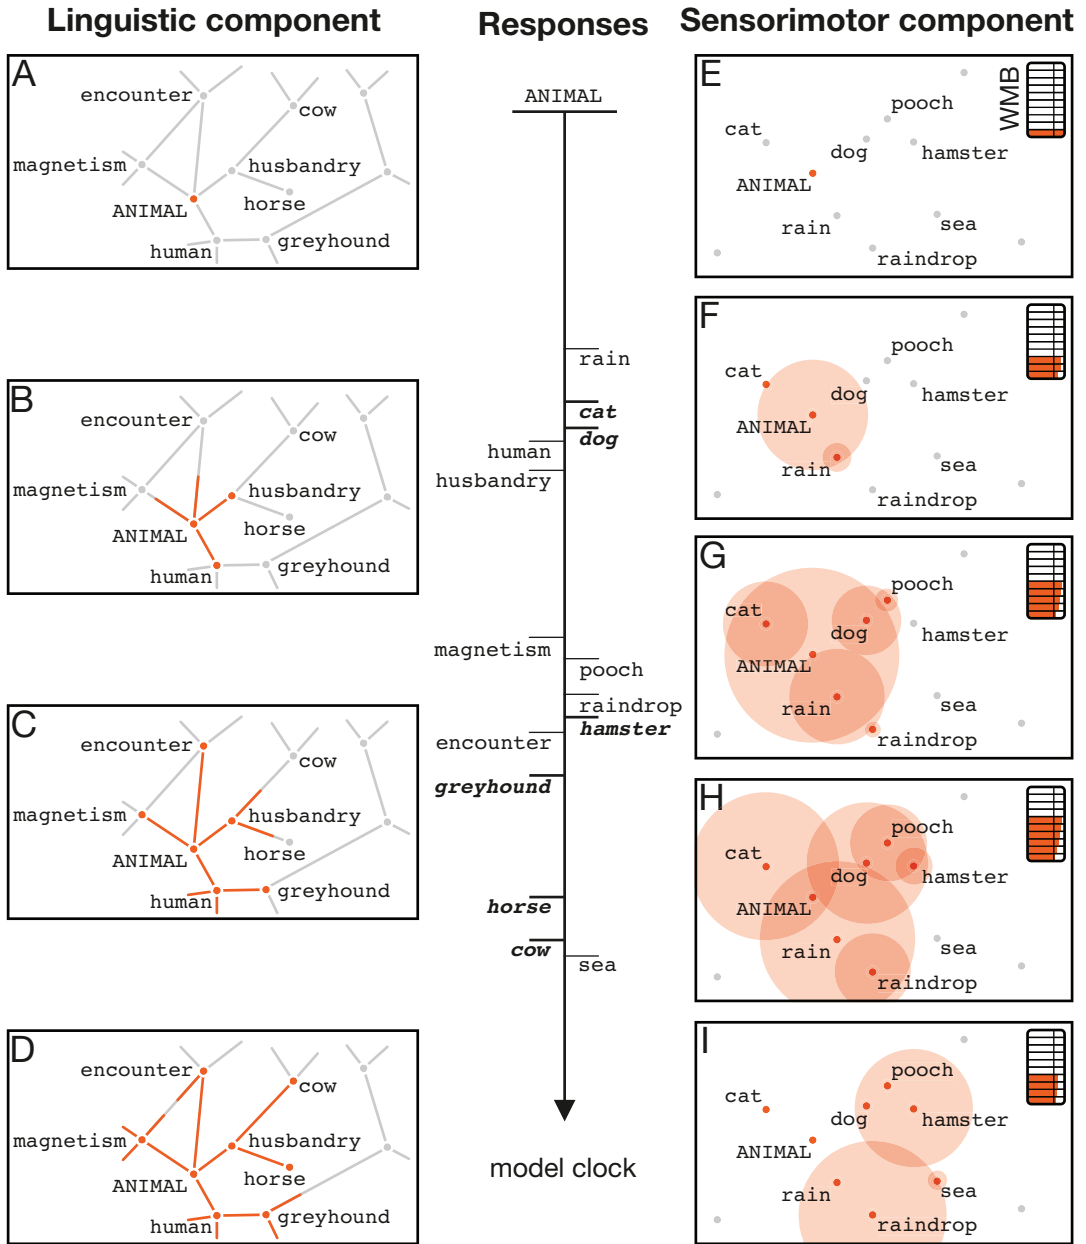 Linguistic component
Responses
Sensorimotor component
A
encounter
cow
magnetism
husbandry
ANIMAL
horse
human
greyhound
B
encounter
cow
magnetism
husbandry
ANIMAL
horse
human
greyhound
C
encounter
cow
magnetism
husbandry
ANIMAL
horse
human
greyhound
D
encounter
cow
magnetism
husbandry
ANIMAL
horse
human
greyhound
ANIMAL
rain
cat
dog
human
husbandry
magnetism
pooch
raindrop
hamster
encounter
greyhound
horse
cow
sea
model clock
E
WMB
pooch
cat
dog
hamster
ANIMAL
rain
sea
raindrop
F
pooch
cat
dog
hamster
ANIMAL
rain
sea
raindrop
G
pooch
cat
dog
hamster
ANIMAL
rain
sea
raindrop
H
pooch
cat
dog
hamster
ANIMAL
rain
sea
raindrop
I
pooch
cat
dog
hamster
ANIMAL
rain
sea
raindrop